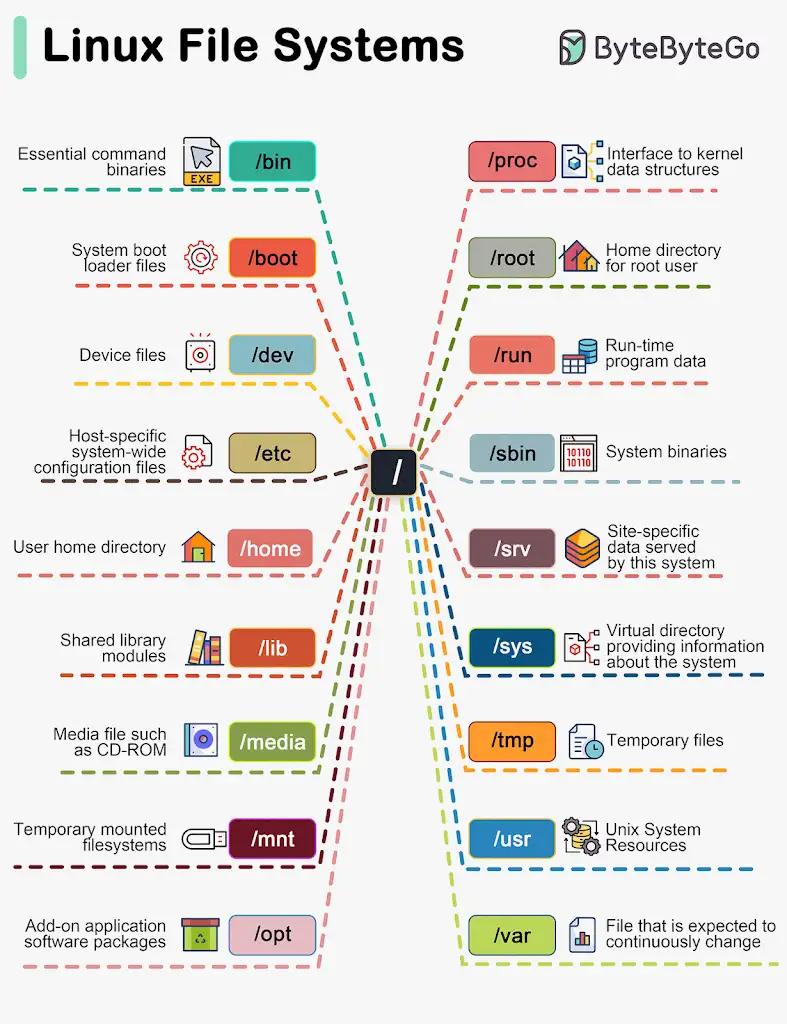 Linux File Systems
ByteByteGo
Essential command
binaries
EXE
/bin
System boot
loader files
/boot
Device files
/dev
Host-specific
system-wide
configuration files
/etc
User home directory
/home
Shared library
modules
/lib
Media file such
as CD-ROM
/media
Temporary mounted
filesystems
/mnt
Add-on application
software packages
/opt
/
/proc
Interface to kernel
data structures
/root
Home directory
for root user
/run
Run-time
program data
/sbin
10110
10110
System binaries
/srv
Site-specific
data served
by this system
/sys
Virtual directory
providing information
about the system
/tmp
Temporary files
/usr
Unix System
Resources
/var
File that is expected to
continuously change